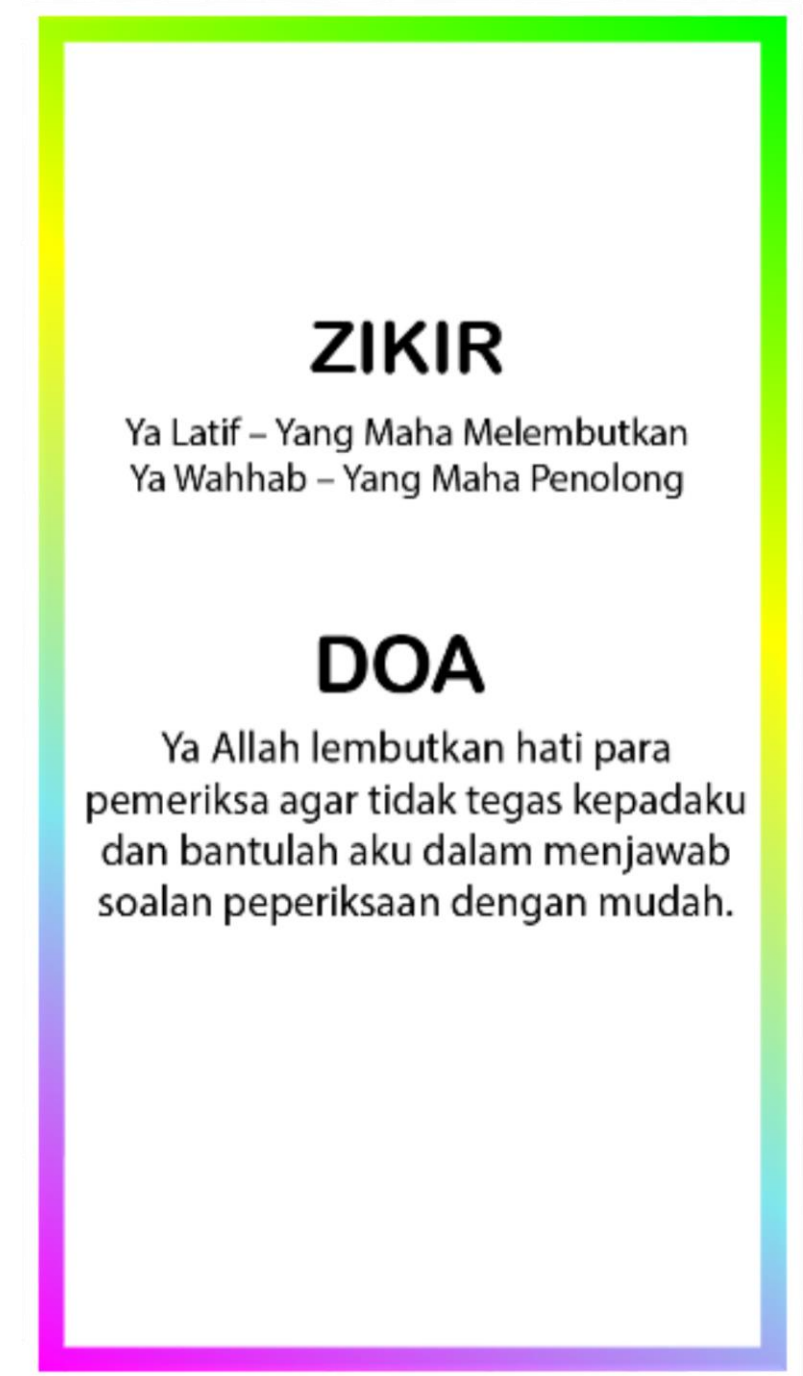 ZIKIR
Ya Latif – Yang Maha Melembutkan
Ya Wahhab – Yang Maha Penolong
DOA
Ya Allah lembutkan hati para
pemeriksa agar tidak tegas kepadaku
dan bantulah aku dalam menjawab
soalan peperiksaan dengan mudah.